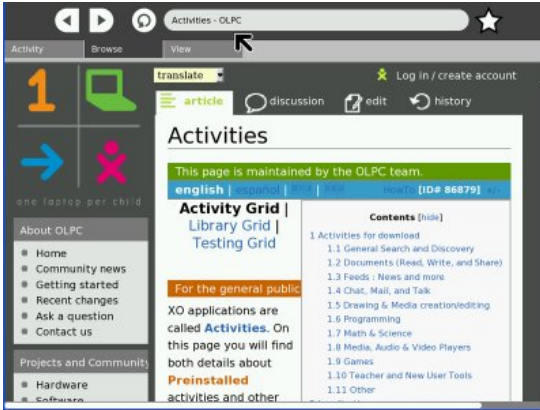 Activities - OLPC
Activity Browse View
translate
Log in / create account
article discussion edit history
1
one laptop per child
About OLPC
Home
Community news
Getting started
Recent changes
Ask a question
Contact us
Projects and Community
Hardware
Software
Activities
This page is maintained by the OLPC team.
english | español | |
HowTo [ID# 86879] +/-
Activity Grid |
Library Grid |
Testing Grid
For the general public
XO applications are
called Activities. On
this page you will find
both details about
Preinstalled
activities and other
Contents [hide]
1 Activities for download
1.1 General Search and Discovery
1.2 Documents (Read, Write, and Share)
1.3 Feeds : News and more
1.4 Chat, Mail, and Talk
1.5 Drawing & Media creation/editing
1.6 Programming
1.7 Math & Science
1.8 Media, Audio & Video Players
1.9 Games
1.10 Teacher and New User Tools
1.11 Other